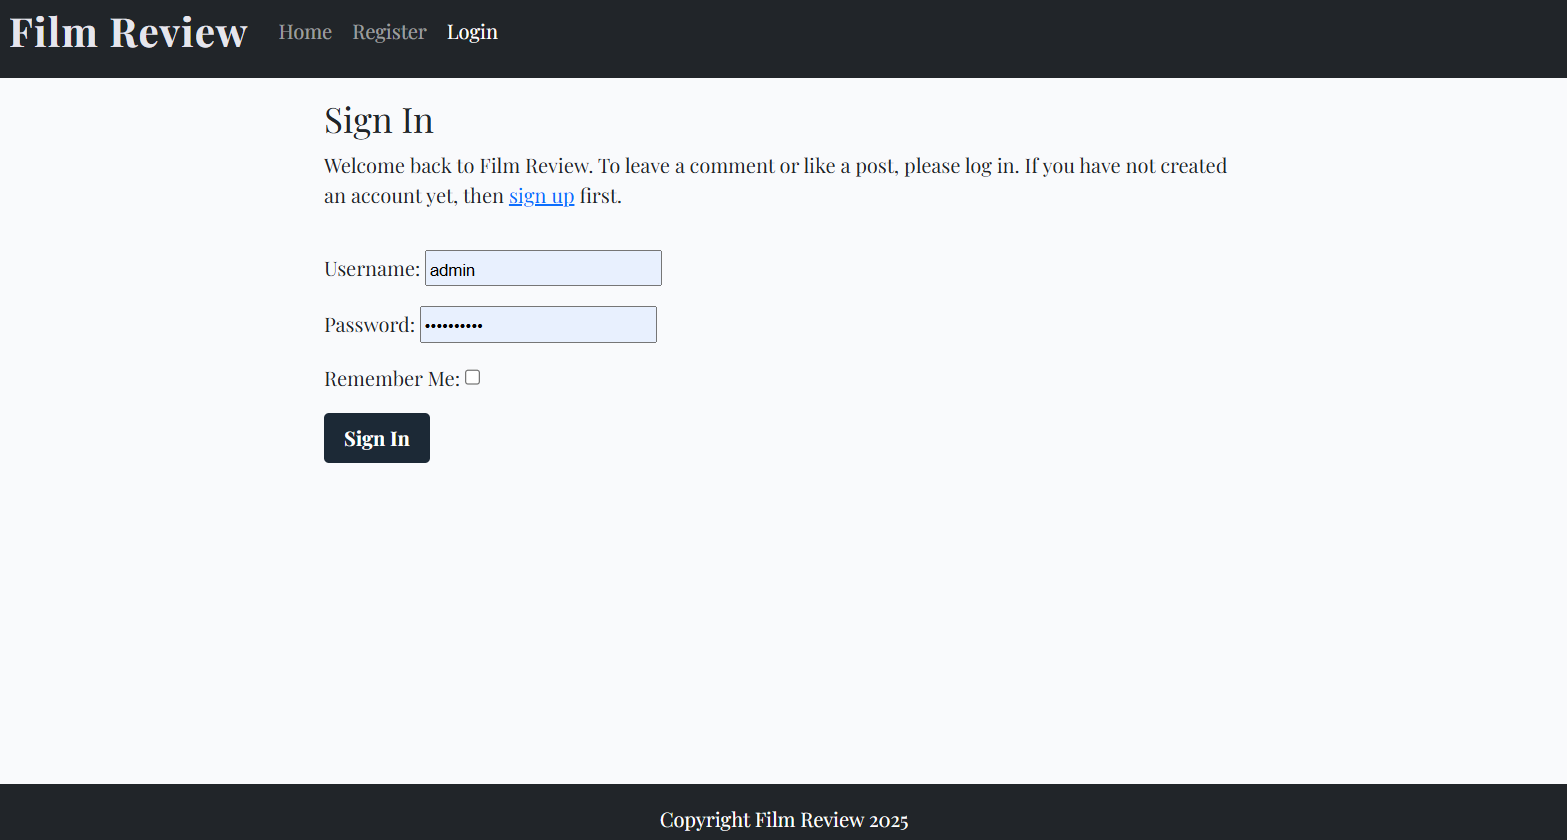 Film Review Home Register Login
Sign In
Welcome back to Film Review. To leave a comment or like a post, please log in. If you have not created
an account yet, then sign up first.
Username: admin
Password: ••••••••••
Remember Me:
Sign In
Copyright Film Review 2025